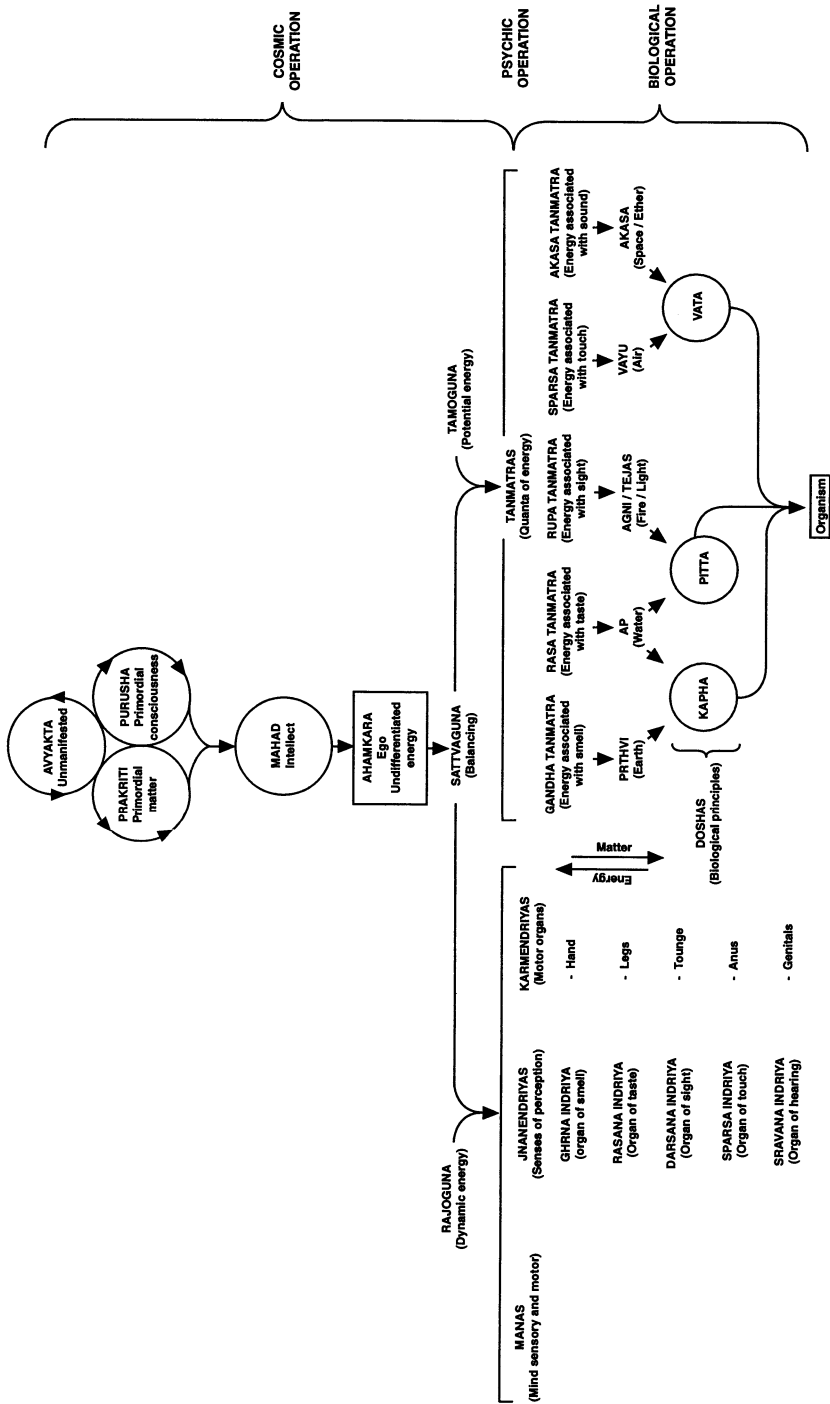 AVYAKTA
Unmanifested
PRAKRITI
Primordial
matter
PURUSHA
Primordial
consciousness
MAHAD
Intellect
AHAMKARA
Ego
Undifferentiated
energy
COSMIC
OPERATION
RAJOGUNA
(Dynamic energy)
SATTVAGUNA
(Balancing)
TAMOGUNA
(Potential energy)
PSYCHIC
OPERATION
MANAS
(Mind sensory and motor)
JNANENDRIYAS
(Senses of perception)
GHRNA INDRIYA
(organ of smell)
RASANA INDRIYA
(Organ of taste)
DARSANA INDRIYA
(Organ of sight)
SPARSA INDRIYA
(Organ of touch)
SRAVANA INDRIYA
(Organ of hearing)
KARMENDRIYAS
(Motor organs)
- Hand
- Legs
- Tounge
- Anus
- Genitals
Energy
Matter
TANMATRAS
(Quanta of energy)
GANDHA TANMATRA
(Energy associated
with smell)
RASA TANMATRA
(Energy associated
with taste)
RUPA TANMATRA
(Energy associated
with sight)
SPARSA TANMATRA
(Energy associated
with touch)
AKASA TANMATRA
(Energy associated
with sound)
PRTHVI
(Earth)
AP
(Water)
AGNI / TEJAS
(Fire / Light)
VAYU
(Air)
AKASA
(Space / Ether)
BIOLOGICAL
OPERATION
DOSHAS
(Biological principles)
KAPHA
PITTA
VATA
Organism